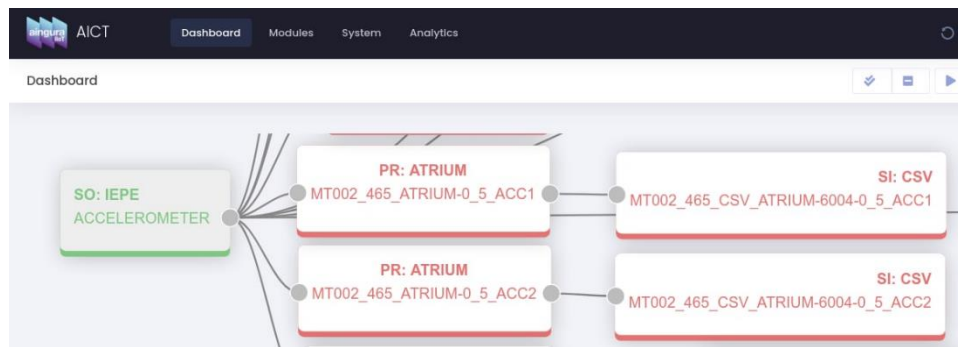 aingura IIoT
AICT
Dashboard
Modules
System
Analytics
Dashboard
SO: IEPE
ACCELEROMETER
PR: ATRIUM
MT002_465_ATRIUM-0_5_ACC1
SI: CSV
MT002_465_CSV_ATRIUM-6004-0_5_ACC1
PR: ATRIUM
MT002_465_ATRIUM-0_5_ACC2
SI: CSV
MT002_465_CSV_ATRIUM-6004-0_5_ACC2